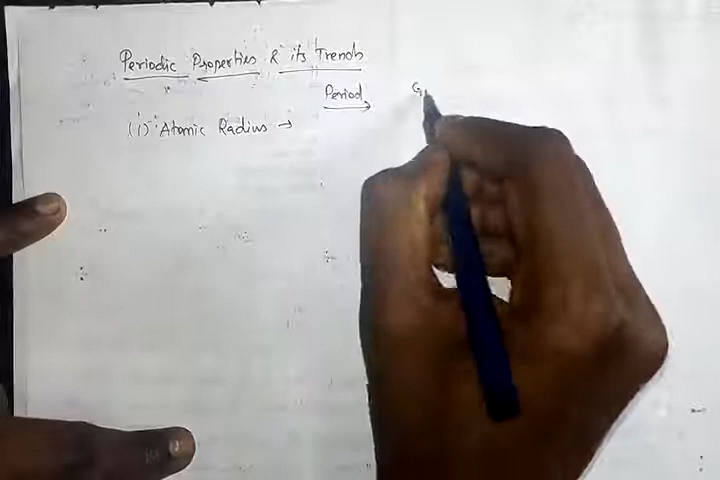 Periodic Properties & its Trends
Period
G
(1) Atomic Radius →